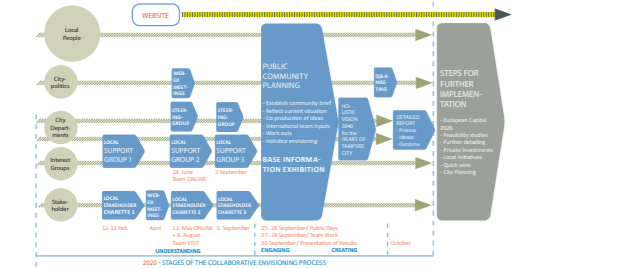 WEBSITE
Local
People
City-
politics
City
Depart-
ments
Interest
Groups
Stake-
holder
WEB-
EX
MEET-
INGS
STEER-
ING-
GROUP
STEER-
ING-
GROUP
LOCAL
SUPPORT
GROUP 1
LOCAL
SUPPORT
GROUP 2
LOCAL
SUPPORT
GROUP 3
18. June
Team ONLINE
2 September
LOCAL
STAKEHOLDER
CHARETTE 1
WEB-
EX
MEET-
INGS
LOCAL
STAKEHOLDER
CHARETTE 2
LOCAL
STAKEHOLDER
CHARETTE 3
12-13 Feb.
April
13. May ONLINE
+ 6. August
Team VISIT
3. September
PUBLIC
COMMUNITY
PLANNING
- Establish community brief
- Reflect current situation
- Co-production of ideas
- International team inputs
- Work outs
- Holistice envisioning
BASE INFORMA-
TION EXHIBITION
25- 26 September/ Public Days
27- 29 September/ Team Work
30 September/ Presentation of Results
HO
LISTIC
VISION
2040
for the
HEART OF
TAMPERE
CITY
Q& A
MEE-
TING
DETAILED
REPORT
- Process
- Ideas
- Outcome
October
STEPS FOR
FURTHER
IMPLEMEN-
TATION
- European Capital
2026
- Feasibility studies
- Further detailing
- Private Investments
- Local Initiatives
- Quick wins
- City Planning
UNDERSTANDING
ENGAGING
CREATING
2020 - STAGES OF THE COLLABORATIVE ENVISIONING PROCESS